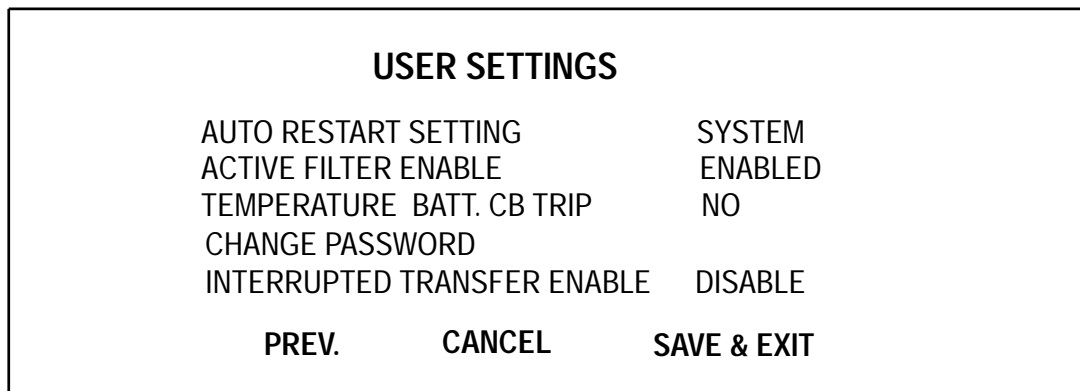 USER SETTINGS
AUTO RESTART SETTING SYSTEM
ACTIVE FILTER ENABLE ENABLED
TEMPERATURE BATT. CB TRIP NO
CHANGE PASSWORD
INTERRUPTED TRANSFER ENABLE DISABLE
PREV. CANCEL SAVE & EXIT